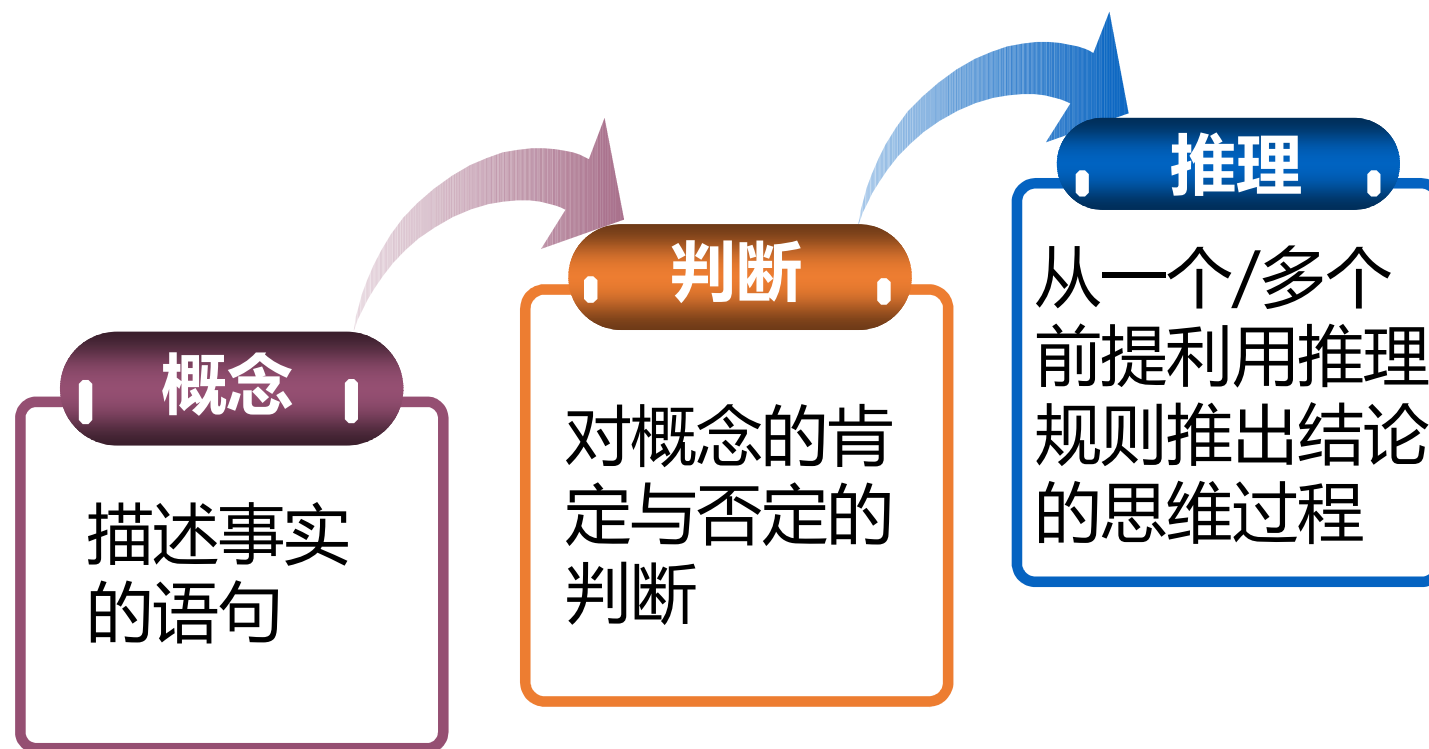 概念
描述事实
的语句
判断
对概念的肯
定与否定的
判断
推理
从一个/多个
前提利用推理
规则推出结论
的思维过程